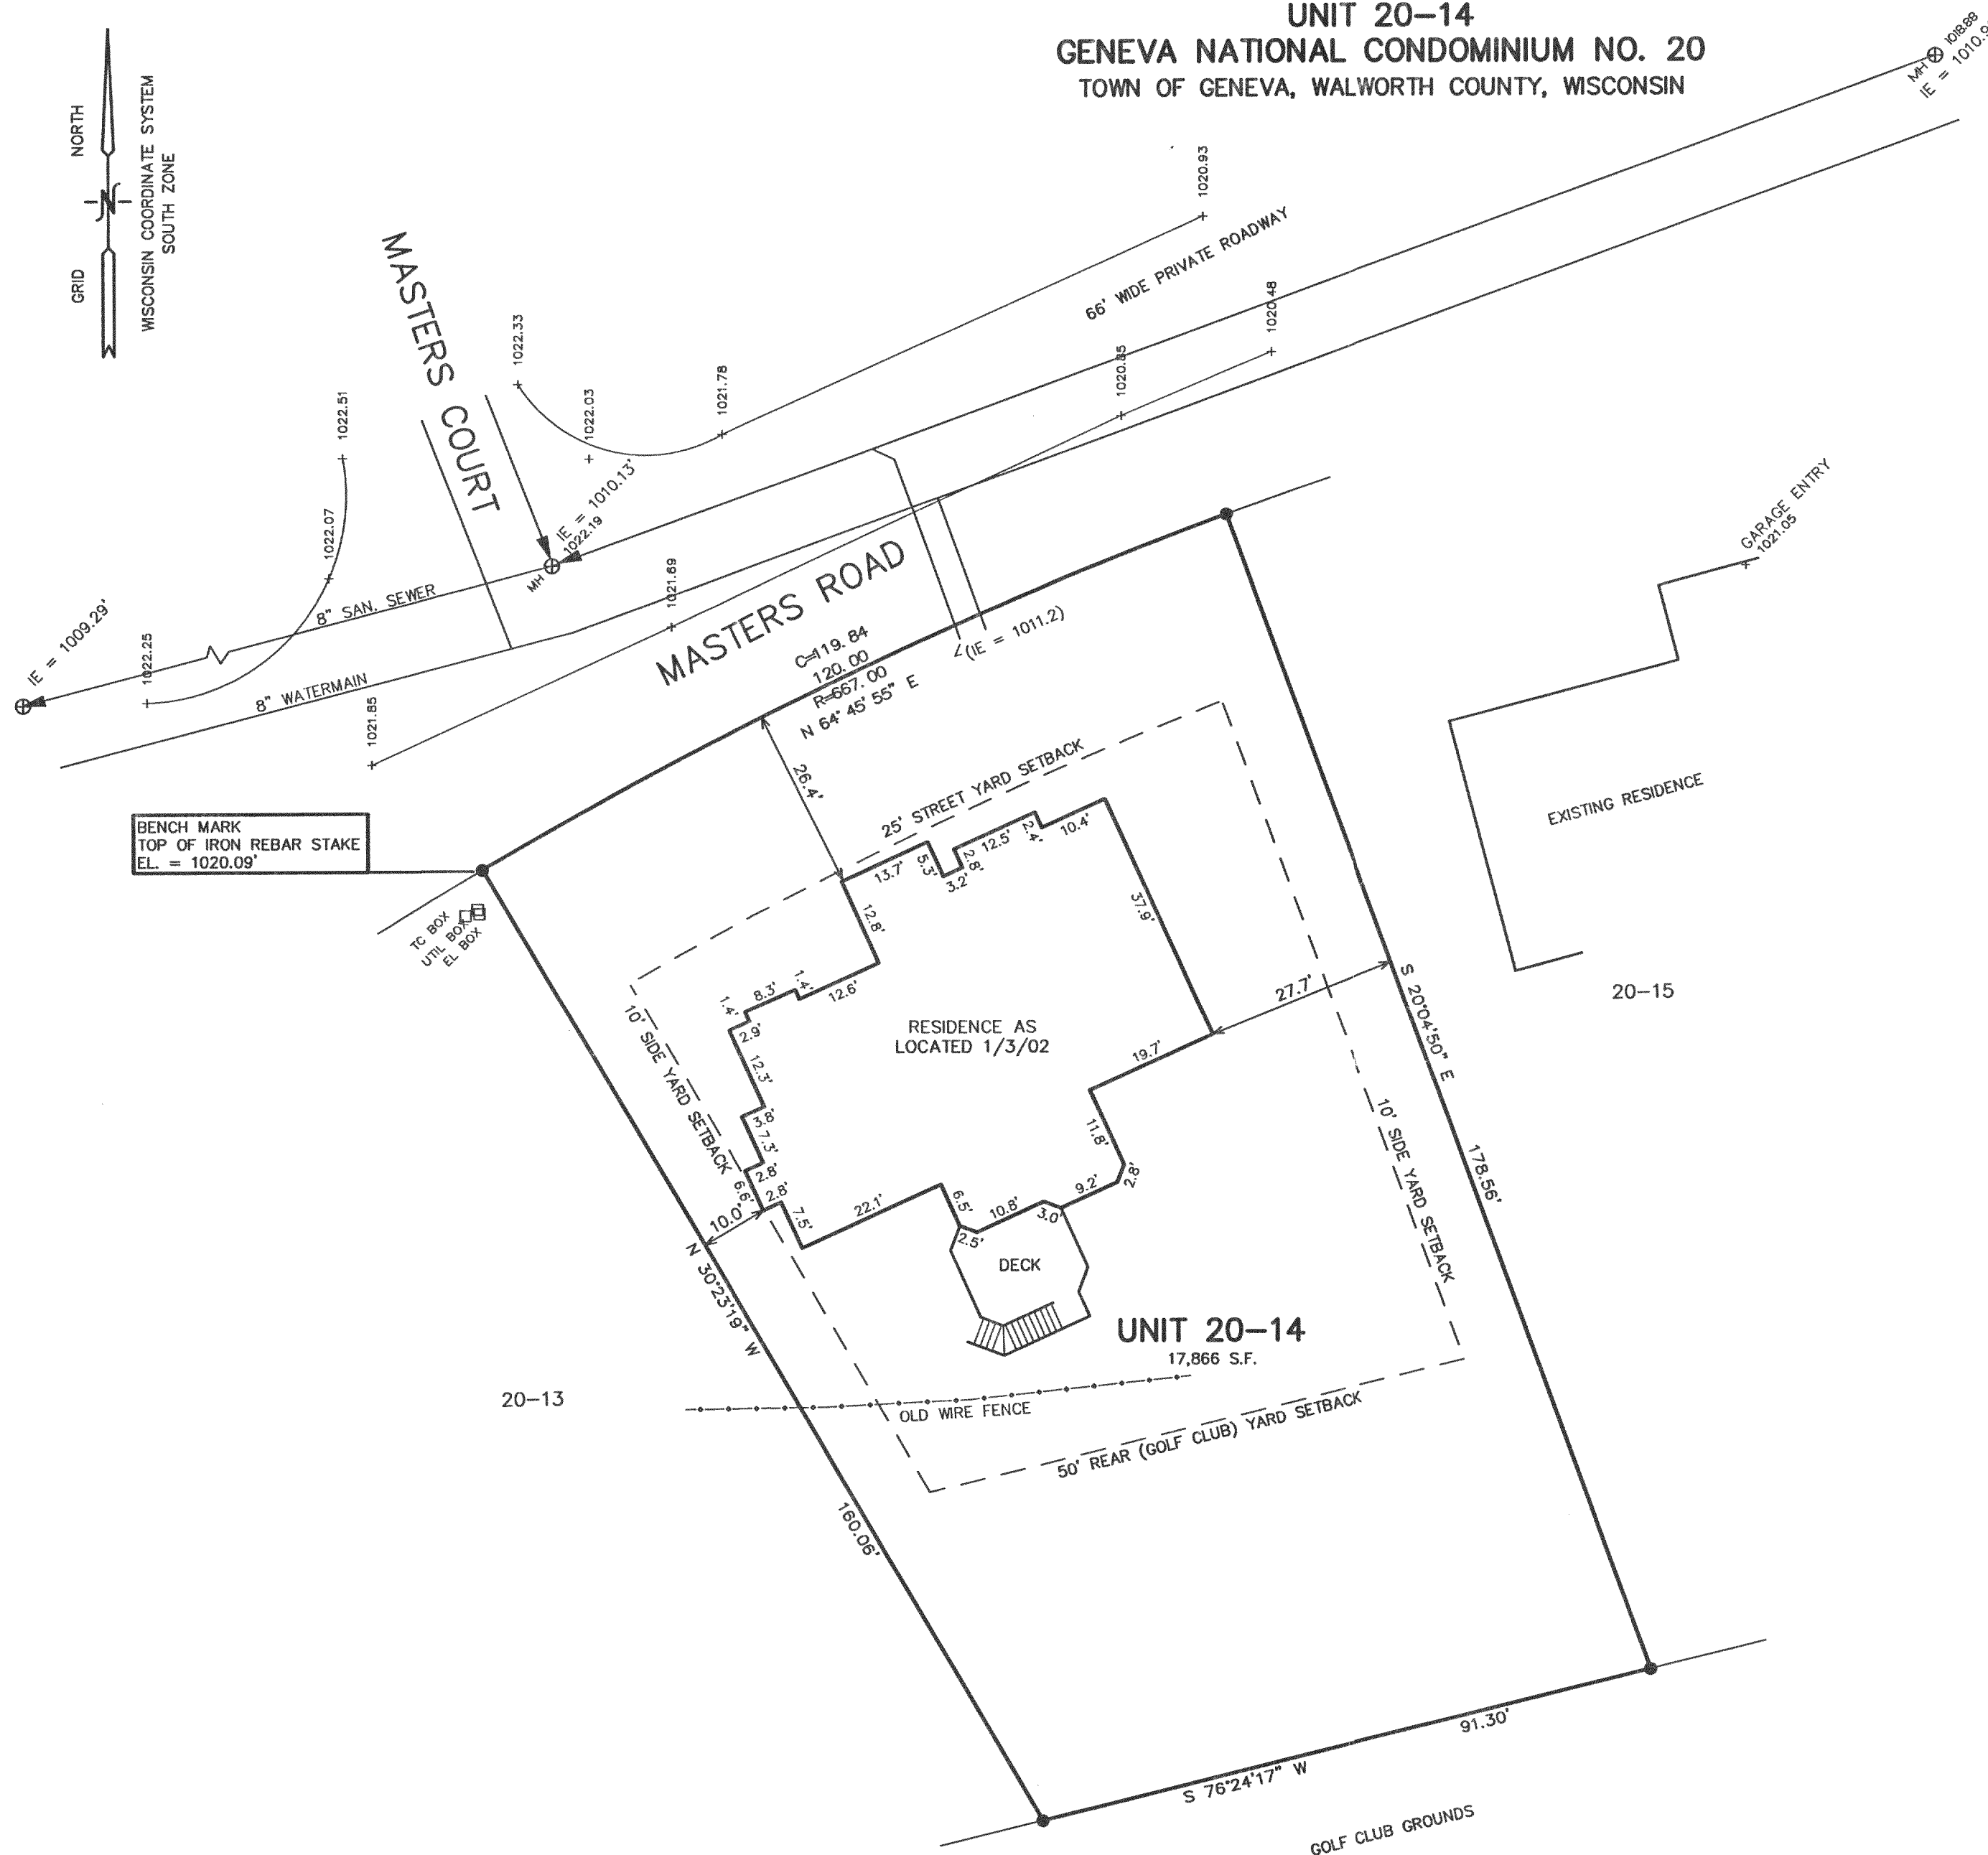 UNIT 20-14
GENEVA NATIONAL CONDOMINIUM NO. 20
TOWN OF GENEVA, WALWORTH COUNTY, WISCONSIN
GRID NORTH
N
WISCONSIN COORDINATE SYSTEM
SOUTH ZONE
MH
1018.88
MASTERS COURT
1022.51
1022.07
1022.25
1022.33
1022.03
1021.78
1020.93
66' WIDE PRIVATE ROADWAY
1020.48
1020.85
1021.69
1021.85
MH
IE = 1010.13'
1022.19
IE = 1009.29'
8" SAN. SEWER
8" WATERMAIN
MASTERS ROAD
C=119.84
120.00
R=667.00
N 64°45'55" E
(IE = 1011.2)
GARAGE ENTRY
1021.05
EXISTING RESIDENCE
20-15
BENCH MARK
TOP OF IRON REBAR STAKE
EL. = 1020.09'
TC BOX
UTIL BOX
EL BOX
26.4'
25' STREET YARD SETBACK
13.7'
5.3'
3.2'
2.8'
12.5'
2.4'
10.4'
37.9'
12.8'
12.6'
1.4'
8.3'
1.4'
2.9'
12.3'
3.8'
7.3'
2.8'
6.6'
2.8'
7.5'
10.0'
22.1'
6.5'
2.5'
10.8'
3.0'
9.2'
2.8'
11.8'
19.7'
27.7'
10' SIDE YARD SETBACK
RESIDENCE AS
LOCATED 1/3/02
S 20°04'50" E
178.56'
10' SIDE YARD SETBACK
DECK
UNIT 20-14
17,866 S.F.
N 30°23'19" W
160.06'
20-13
OLD WIRE FENCE
50' REAR (GOLF CLUB) YARD SETBACK
91.30'
S 76°24'17" W
GOLF CLUB GROUNDS